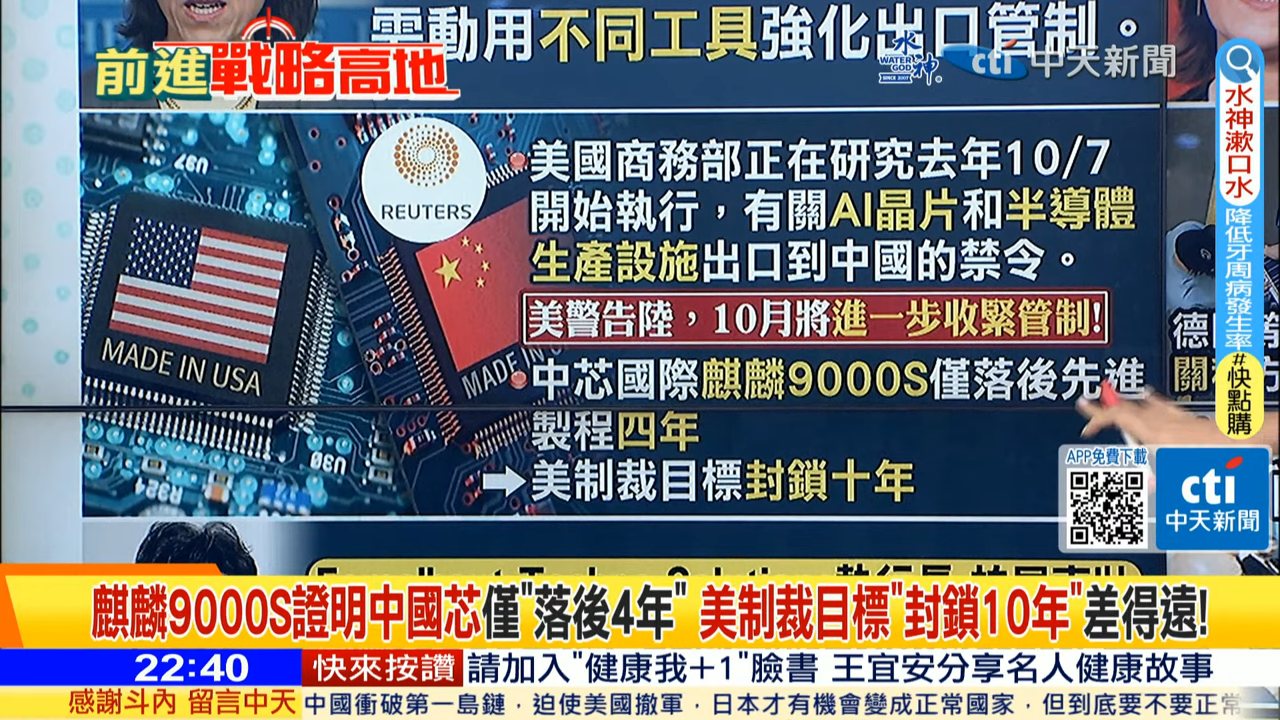 需動用不同工具強化出口管制。
前進戰略高地
水神
WATER GOD
SINCE 2007
cti 中天新聞
水神漱口水
降低牙周病發生率
#快點購
U37
REUTERS
美國商務部正在研究去年10/7
開始執行，有關AI晶片和半導體
生產設施出口到中國的禁令。
美警告陸，10月將進一步收緊管制!
MADE IN USA
MADE IN
中芯國際麒麟9000S僅落後先進
製程四年
➡美制裁目標封鎖十年
U30
R324
德
關
APP免費下載
cti
中天新聞
麒麟9000S證明中國芯僅"落後4年" 美制裁目標"封鎖10年"差得遠!
22:40
快來按讚
請加入"健康我+1"臉書 王宜安分享名人健康故事
感謝斗內 留言中天
中國衝破第一島鏈，迫使美國撤軍，日本才有機會變成正常國家，但到底要不要正常